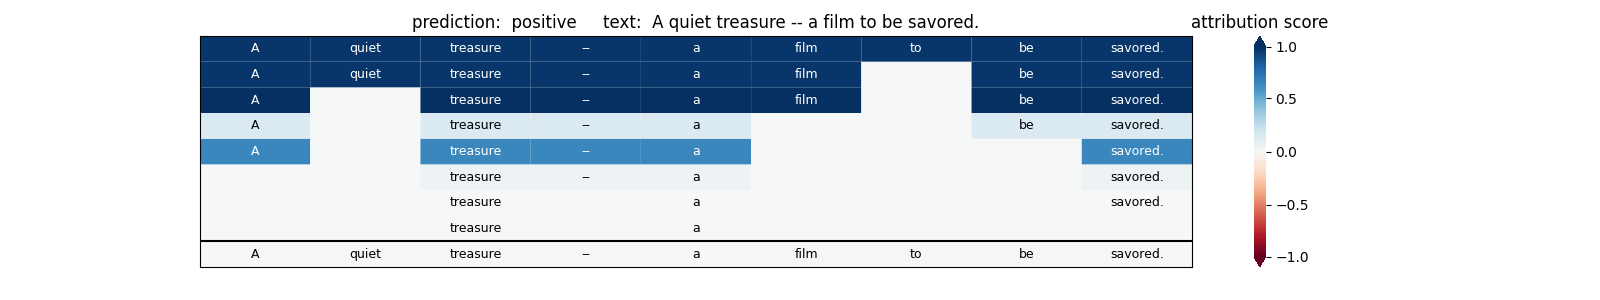 prediction:  positive     text:  A quiet treasure -- a film to be savored.
attribution score
A quiet treasure -- a film to be savored.
A quiet treasure -- a film be savored.
A treasure -- a film be savored.
A treasure -- a be savored.
A treasure -- a savored.
treasure -- a savored.
treasure a savored.
treasure a
A quiet treasure -- a film to be savored.
1.0
0.5
0.0
−0.5
−1.0